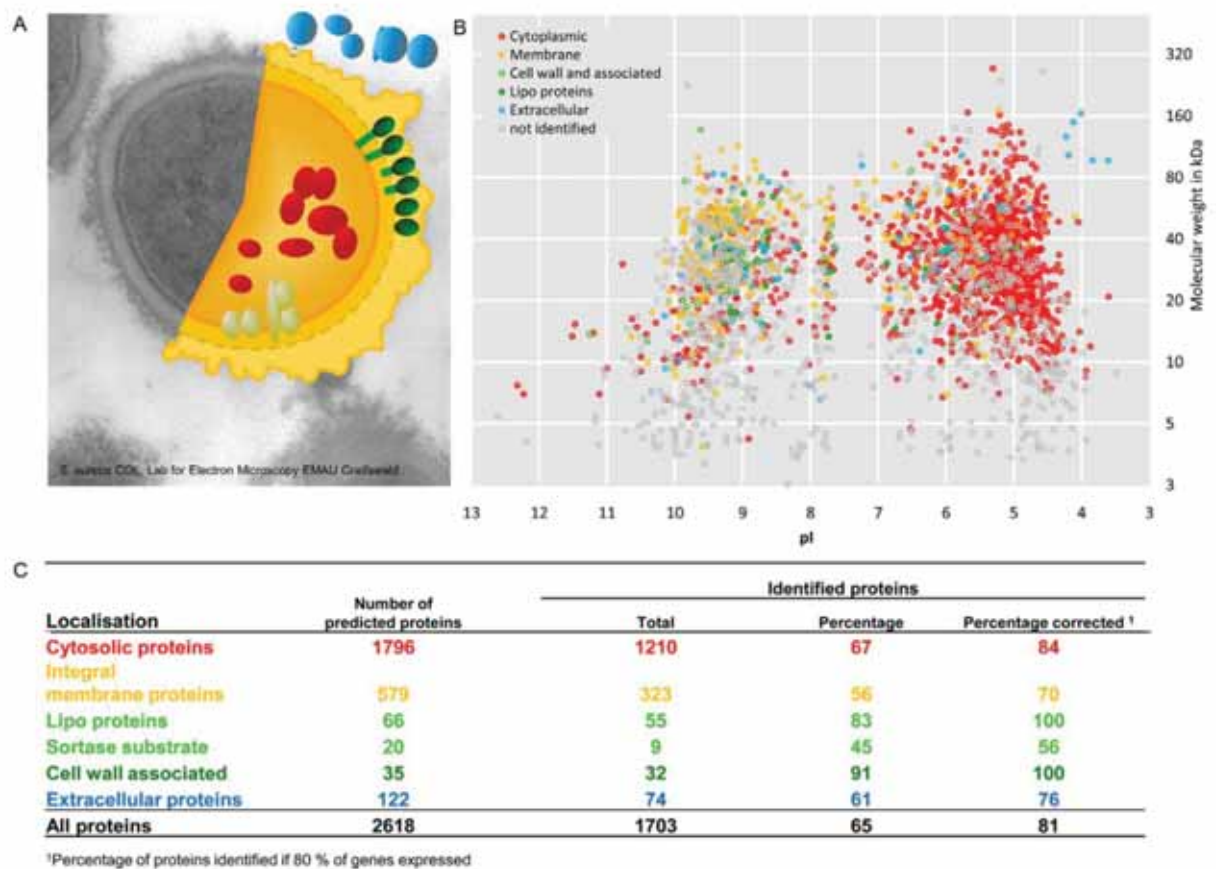 A
S. aureus COL, Lab for Electron Microscopy EMAU Greifswald
B
Cytoplasmic
Membrane
Cell wall and associated
Lipo proteins
Extracellular
not identified
320
160
80
40
20
10
5
3
Molecular weight in kDa
13 12 11 10 9 8 7 6 5 4 3
pI
C
Identified proteins
Localisation Number of predicted proteins Total Percentage Percentage corrected ¹
Cytosolic proteins 1796 1210 67 84
Integral
membrane proteins 579 323 56 70
Lipo proteins 66 55 83 100
Sortase substrate 20 9 45 56
Cell wall associated 35 32 91 100
Extracellular proteins 122 74 61 76
All proteins 2618 1703 65 81
¹Percentage of proteins identified if 80 % of genes expressed